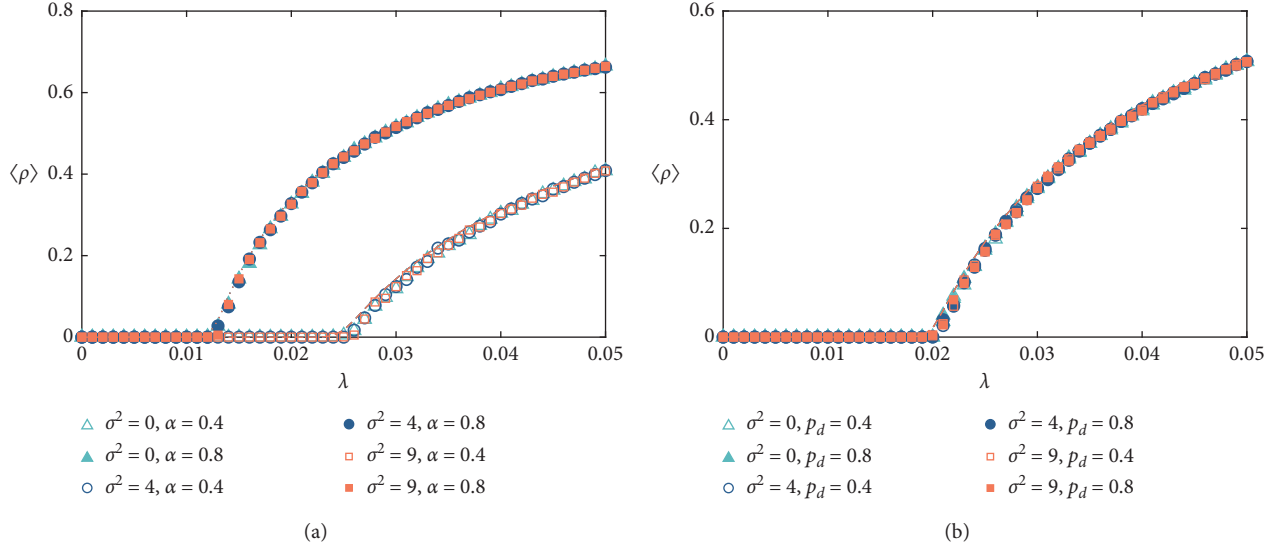 0.8
0.6
0.4
0.2
0
⟨ρ⟩
0 0.01 0.02 0.03 0.04 0.05
λ
σ² = 0, α = 0.4
σ² = 0, α = 0.8
σ² = 4, α = 0.4
σ² = 4, α = 0.8
σ² = 9, α = 0.4
σ² = 9, α = 0.8
(a)
0.6
0.4
0.2
0
⟨ρ⟩
0 0.01 0.02 0.03 0.04 0.05
λ
σ² = 0, p_d = 0.4
σ² = 0, p_d = 0.8
σ² = 4, p_d = 0.4
σ² = 4, p_d = 0.8
σ² = 9, p_d = 0.4
σ² = 9, p_d = 0.8
(b)